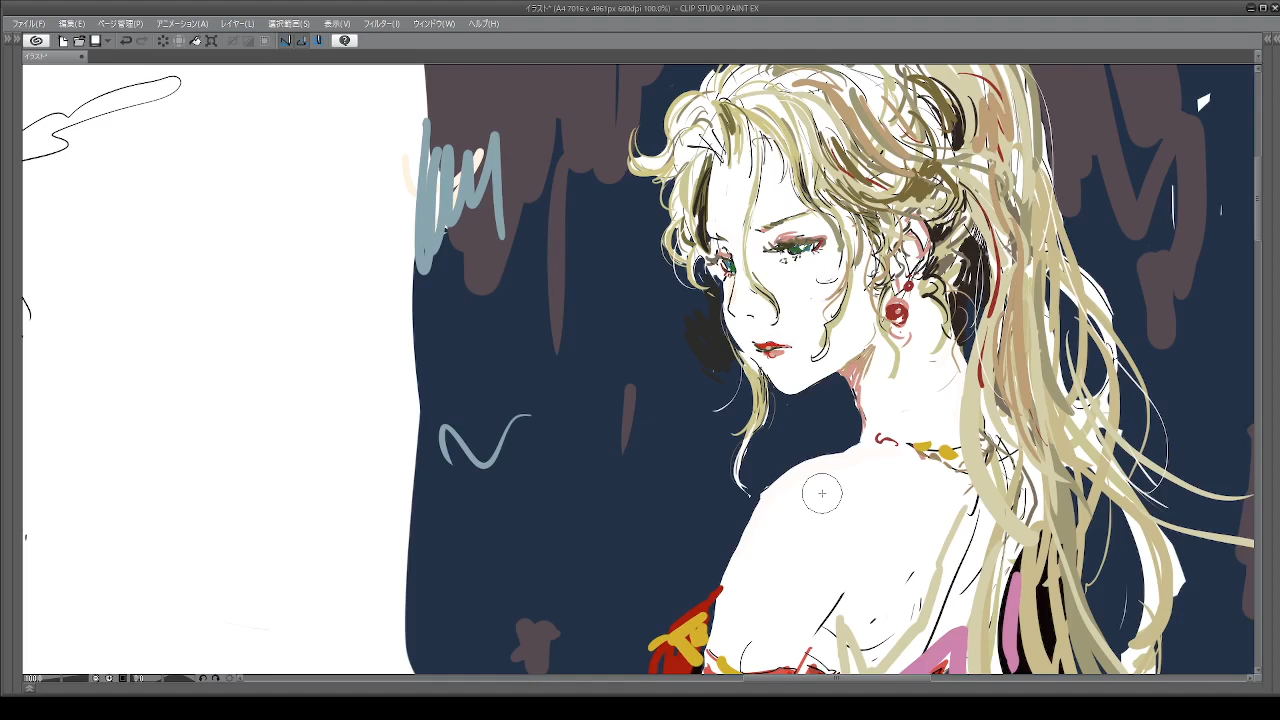 イラスト* (A4 7016 x 4961px 600dpi 100.0%) - CLIP STUDIO PAINT EX
ファイル(F) 編集(E) ページ管理(P) アニメーション(A) レイヤー(L) 選択範囲(S) 表示(V) フィルター(I) ウィンドウ(W) ヘルプ(H)
イラスト*
100.0